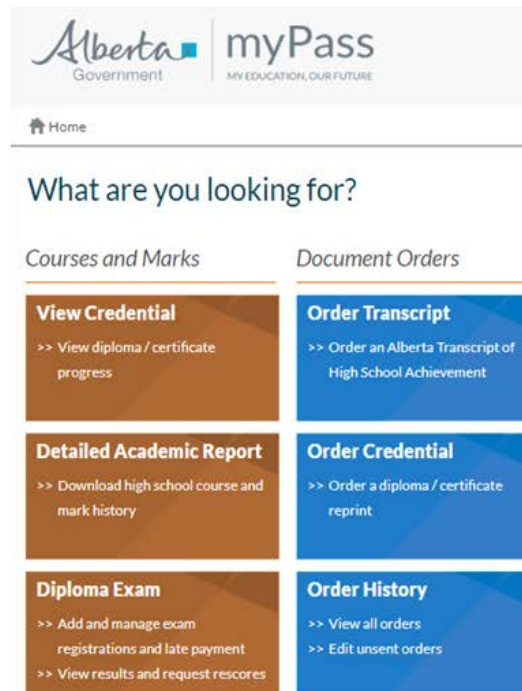 Alberta myPass
Government MY EDUCATION, OUR FUTURE
Home
What are you looking for?
Courses and Marks
View Credential
>> View diploma / certificate
progress
Detailed Academic Report
>> Download high school course and
mark history
Diploma Exam
>> Add and manage exam
registrations and late payment
>> View results and request rescores
Document Orders
Order Transcript
>> Order an Alberta Transcript of
High School Achievement
Order Credential
>> Order a diploma / certificate
reprint
Order History
>> View all orders
>> Edit unsent orders